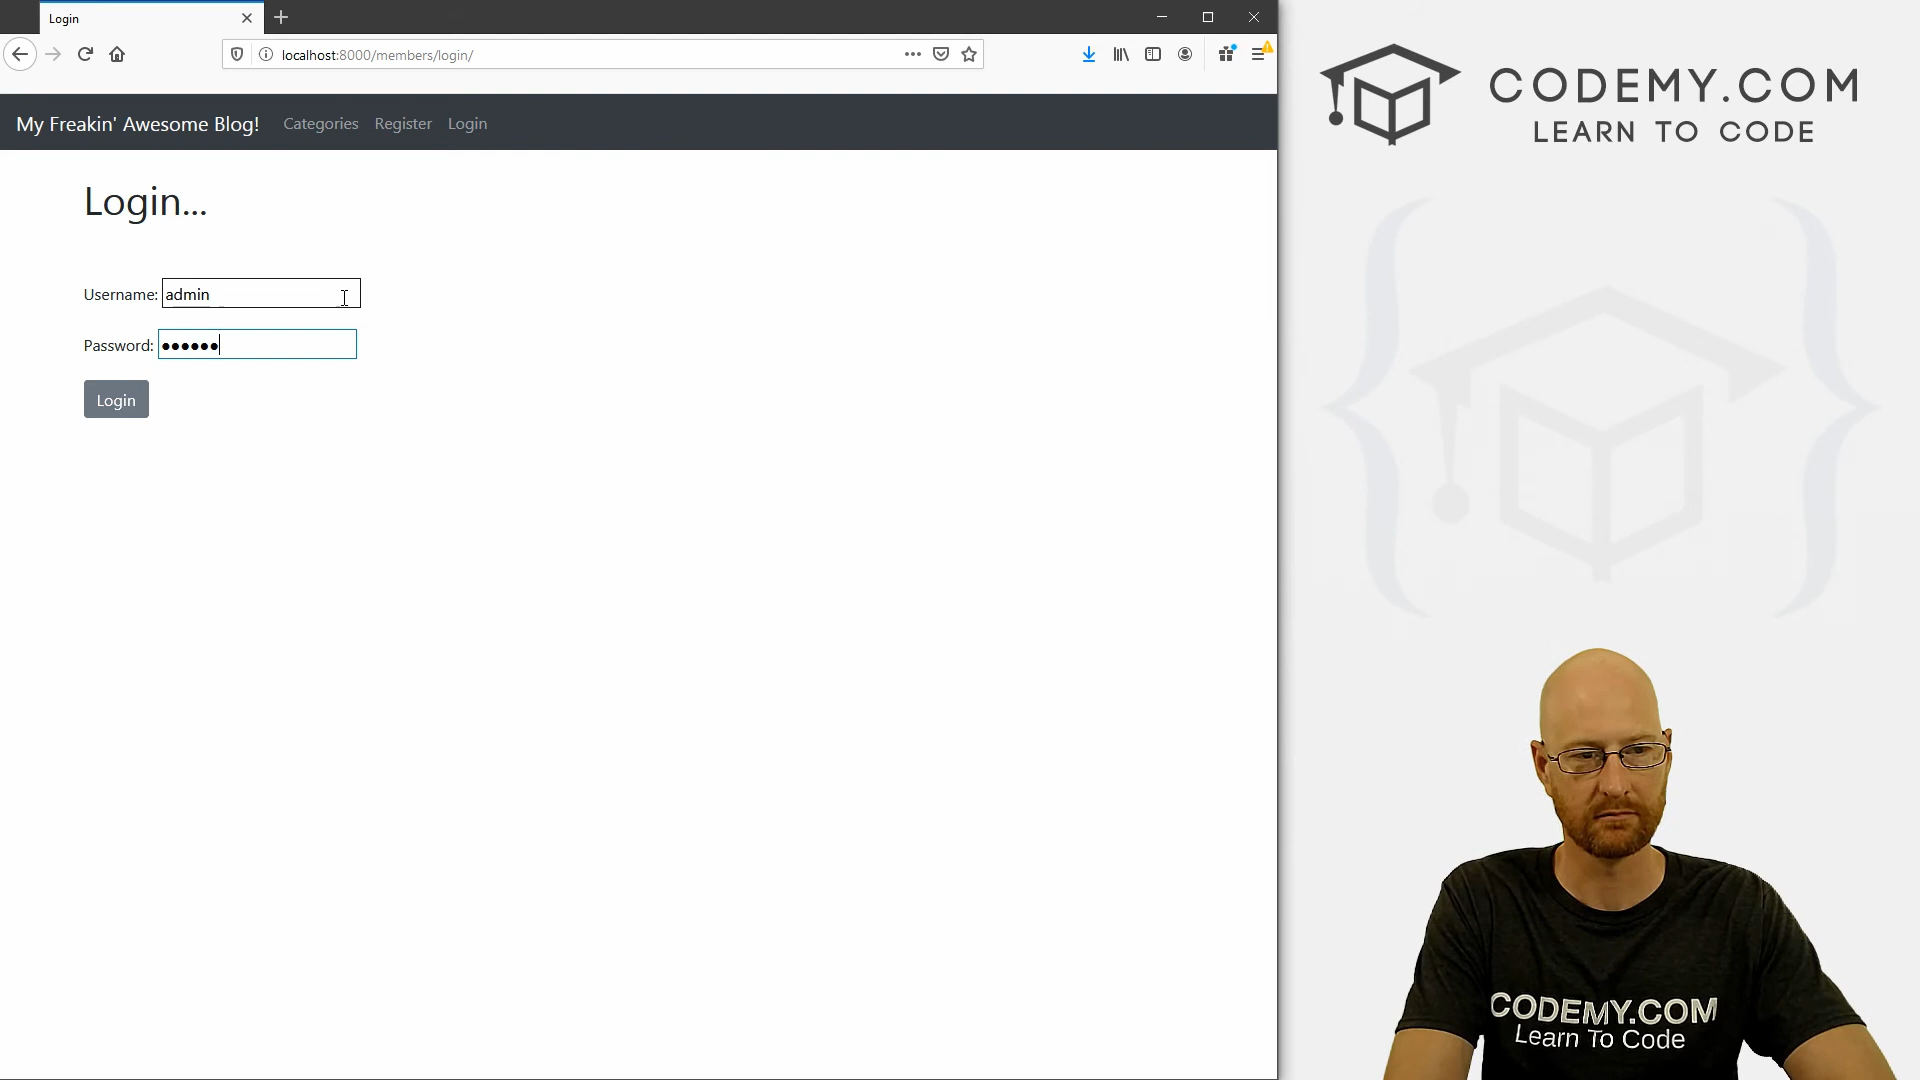 Login
localhost:8000/members/login/
My Freakin' Awesome Blog! Categories Register Login
Login...
Username: admin
Password: ●●●●●●
Login
CODEMY.COM
LEARN TO CODE
CODEMY.COM
Learn To Code